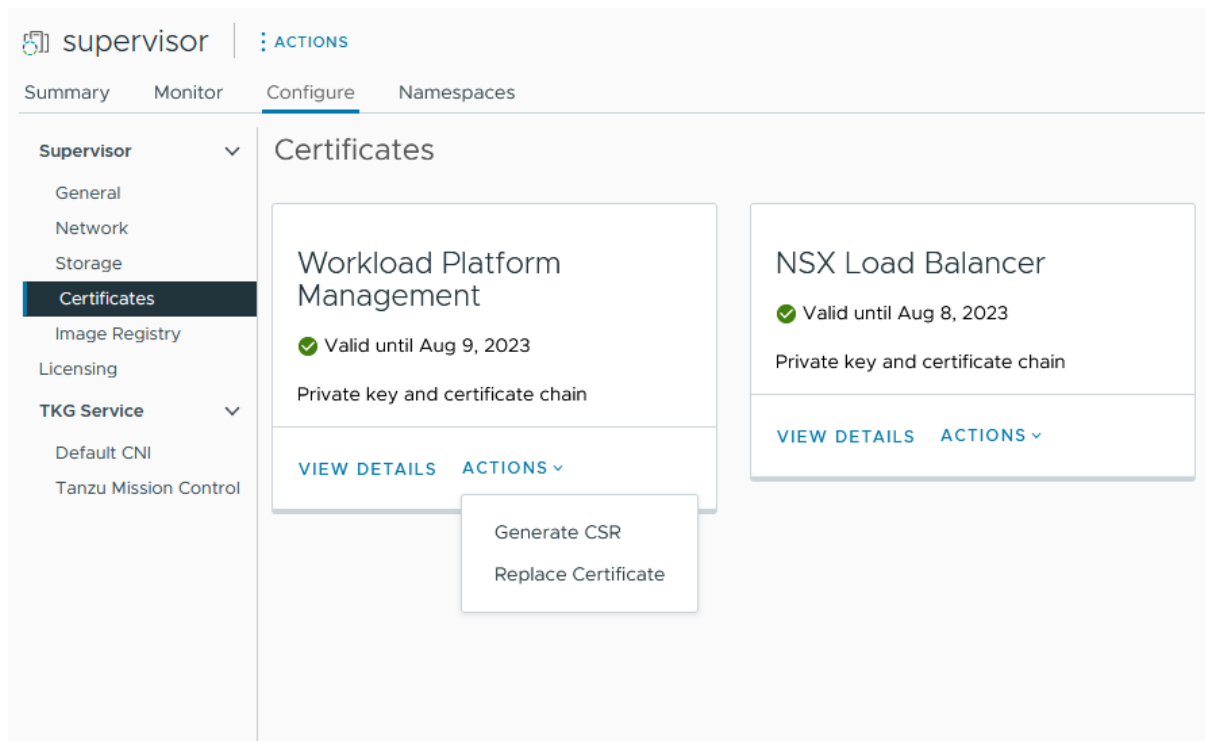 supervisor
ACTIONS
Summary Monitor Configure Namespaces
Supervisor
General
Network
Storage
Certificates
Image Registry
Licensing
TKG Service
Default CNI
Tanzu Mission Control
Certificates
Workload Platform
Management
Valid until Aug 9, 2023
Private key and certificate chain
VIEW DETAILS ACTIONS
Generate CSR
Replace Certificate
NSX Load Balancer
Valid until Aug 8, 2023
Private key and certificate chain
VIEW DETAILS ACTIONS